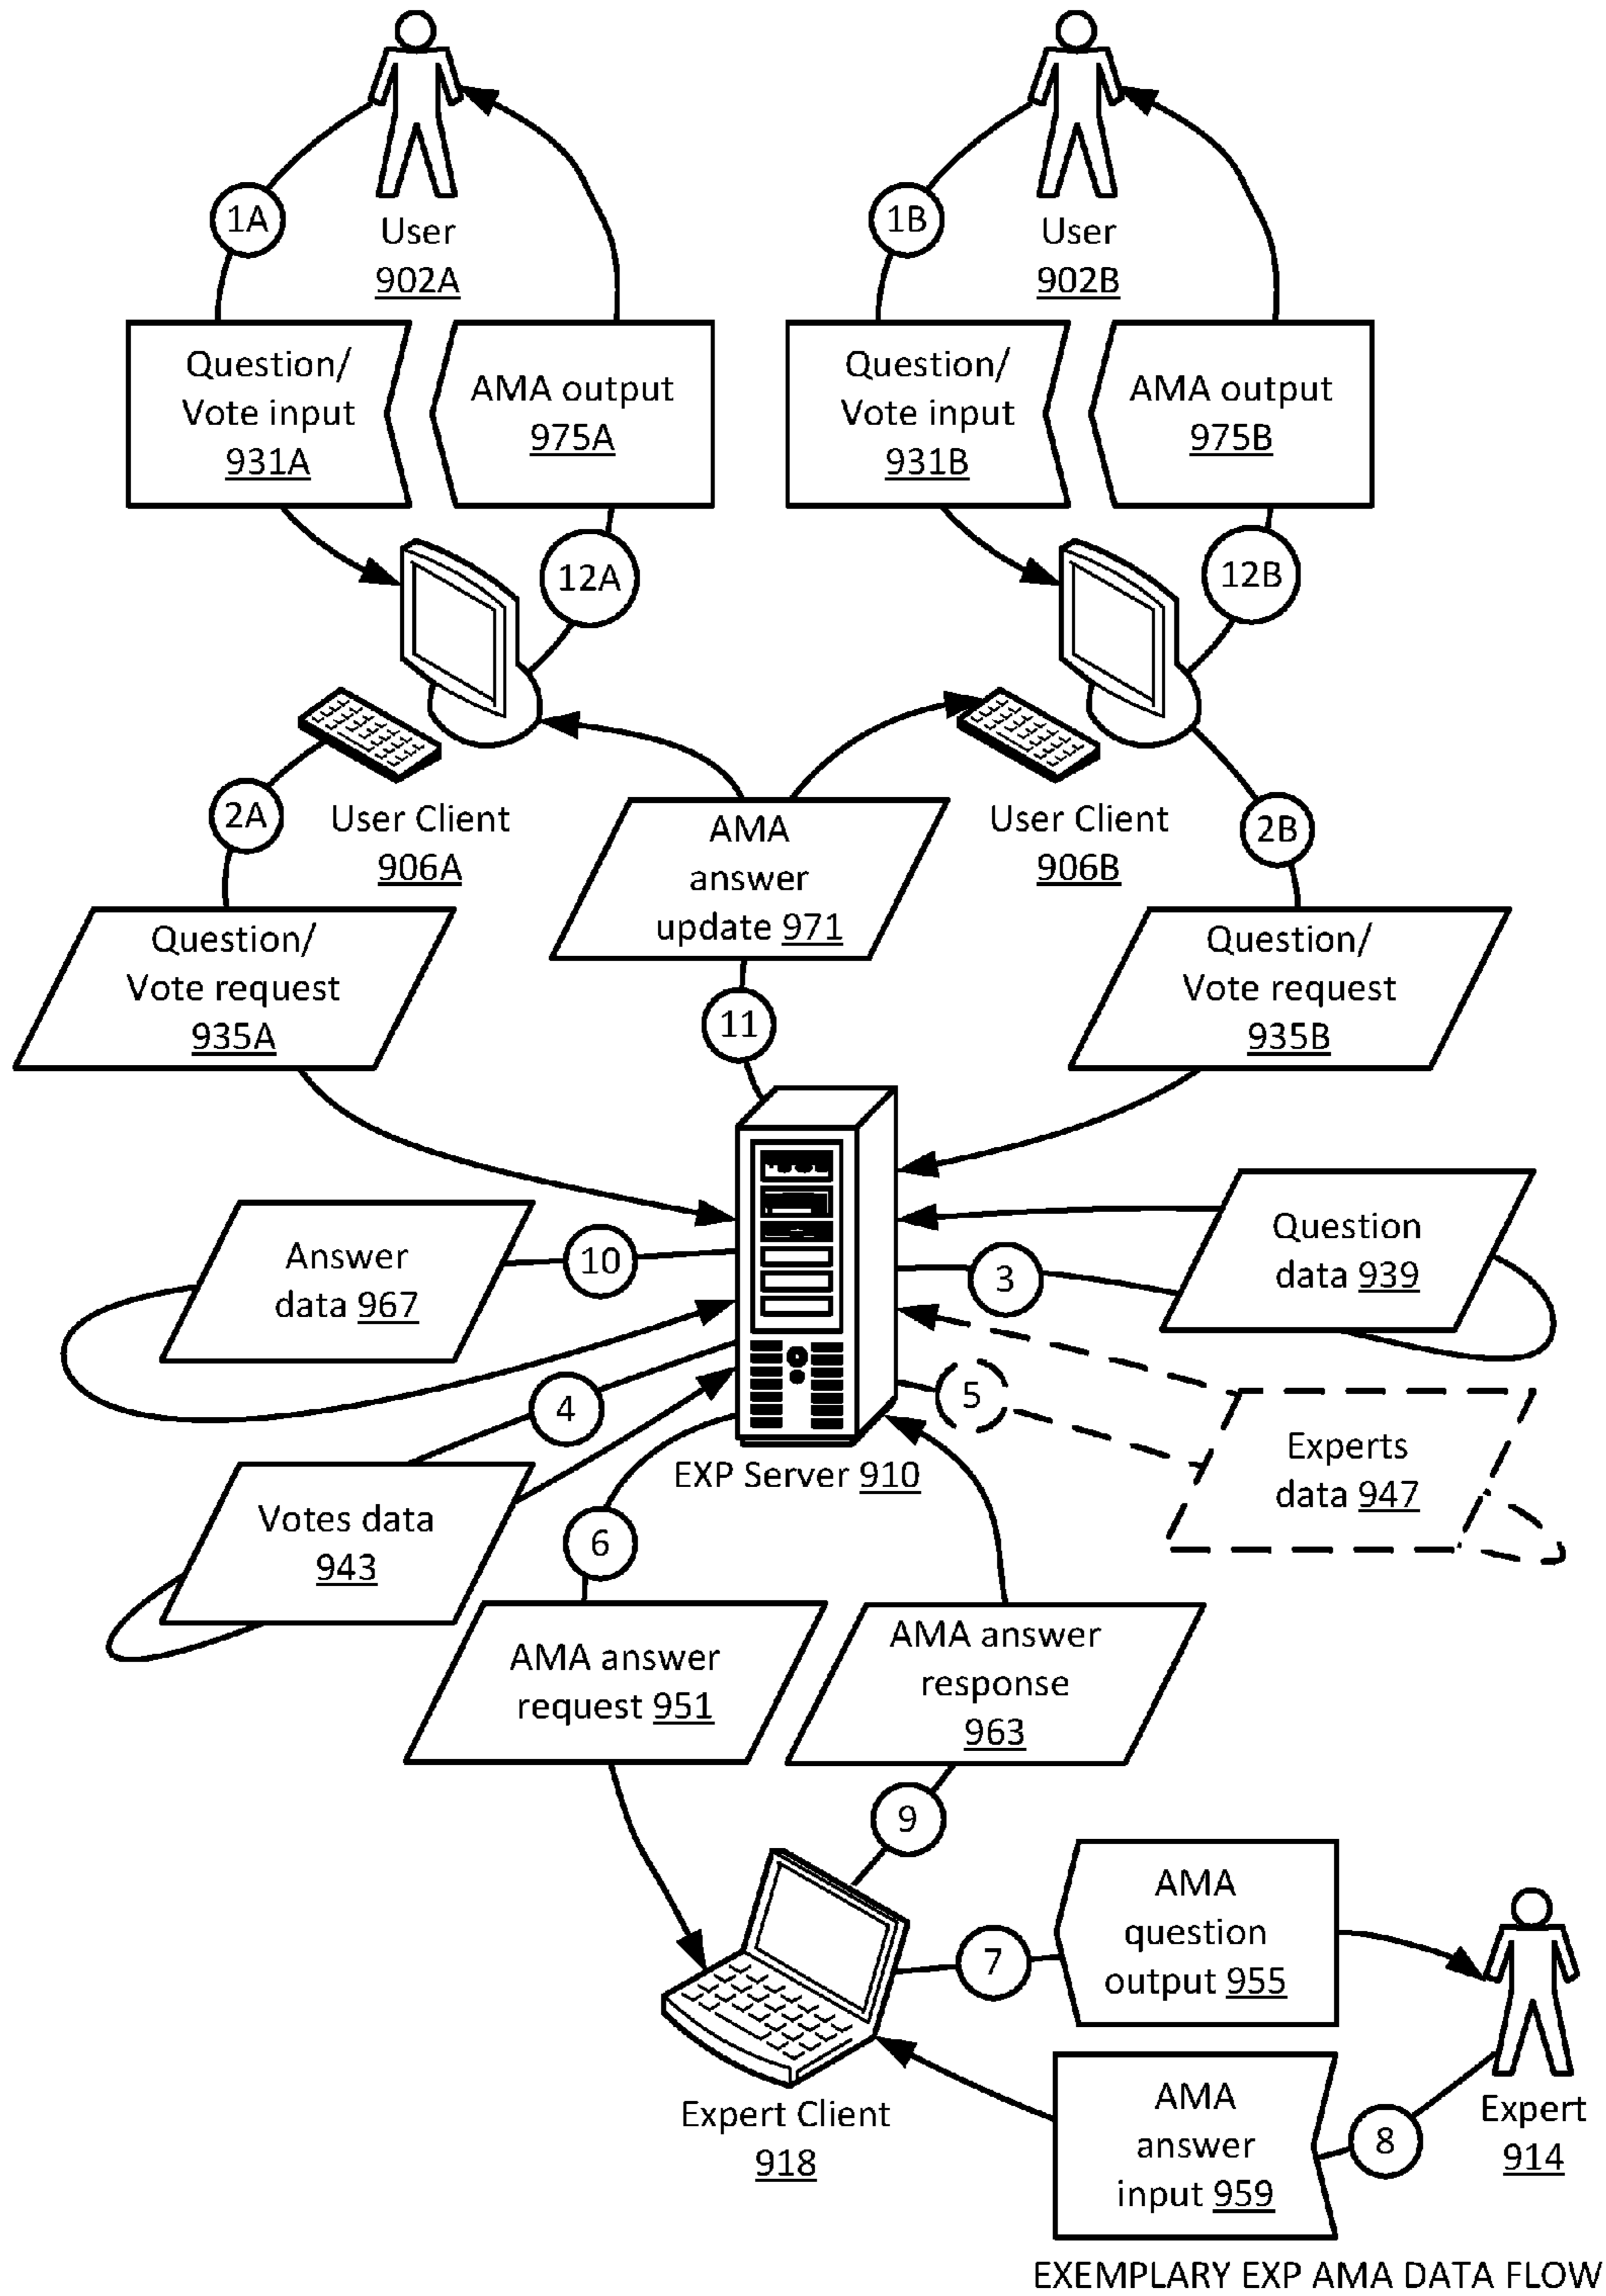 1A
User
902A
1B
User
902B
Question/
Vote input
931A
AMA output
975A
Question/
Vote input
931B
AMA output
975B
12A
12B
2A
User Client
906A
AMA
answer
update 971
User Client
906B
2B
Question/
Vote request
935A
11
Question/
Vote request
935B
Answer
data 967
10
3
Question
data 939
4
5
Experts
data 947
EXP Server 910
Votes data
943
6
AMA answer
request 951
AMA answer
response
963
9
7
AMA
question
output 955
Expert Client
918
AMA
answer
input 959
8
Expert
914
EXEMPLARY EXP AMA DATA FLOW